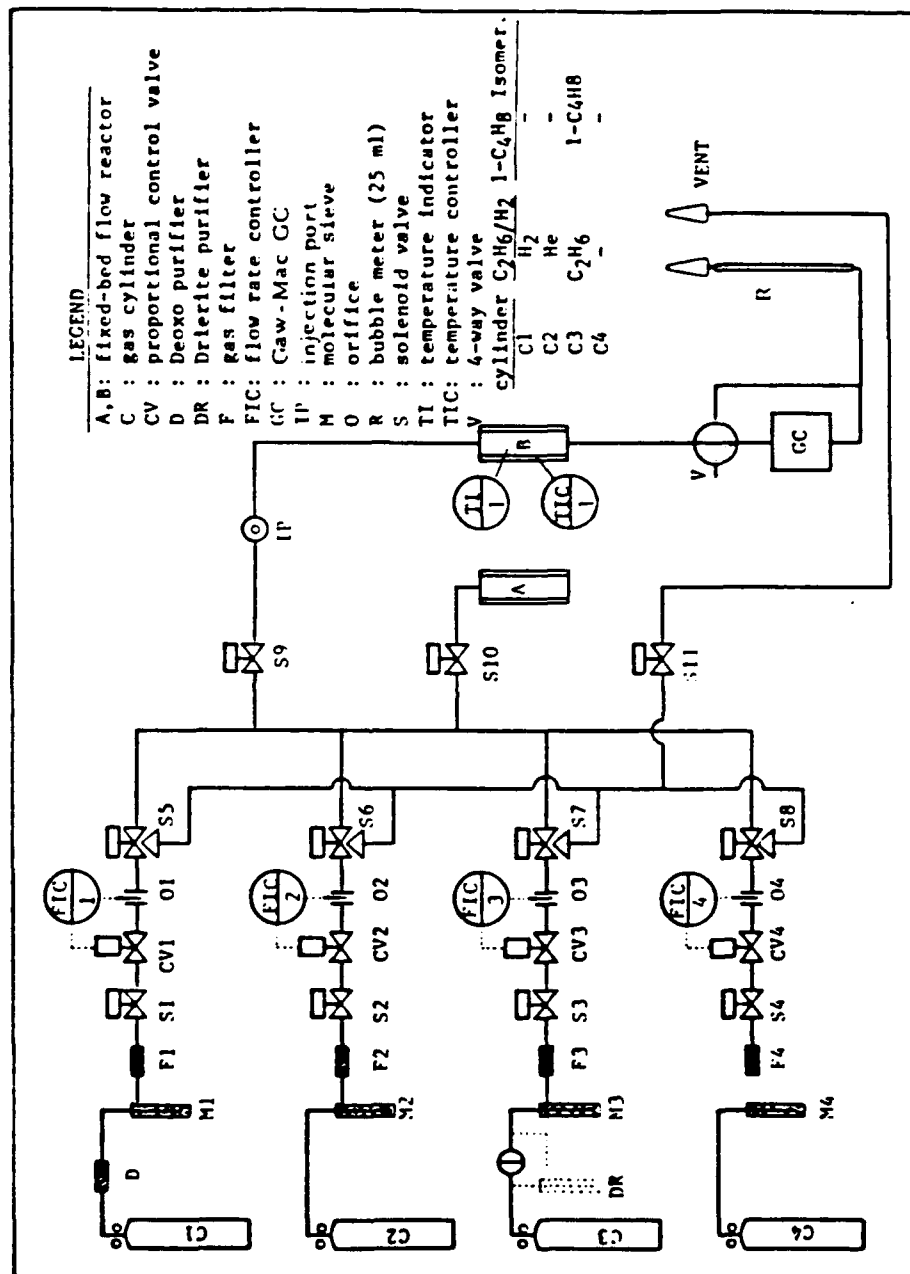 LEGEND
A,B: fixed-bed flow reactor
C : gas cylinder
CV : proportional control valve
D : Deoxo purifier
DR : Drierite purifier
F : gas filter
FIC: flow rate controller
GC : Gaw-Mac GC
IP : injection port
M : molecular sieve
O : orifice
R : bubble meter (25 ml)
S : solenoid valve
TI : temperature indicator
TIC: temperature controller
V : 4-way valve
cylinder C2H6/H2 1-C4H8 Isomer.
C1 H2 -
C2 He -
C3 C2H6 1-C4H8
C4 - -
C1
D
M1
F1
S1
CV1
FIC
1
O1
S5
C2
M2
F2
S2
CV2
FIC
2
O2
S6
C3
DR
M3
F3
S3
CV3
FIC
3
O3
S7
C4
M4
F4
S4
CV4
FIC
4
O4
S8
S9
S10
S11
IP
A
B
TI
1
TIC
1
V
GC
R
VENT